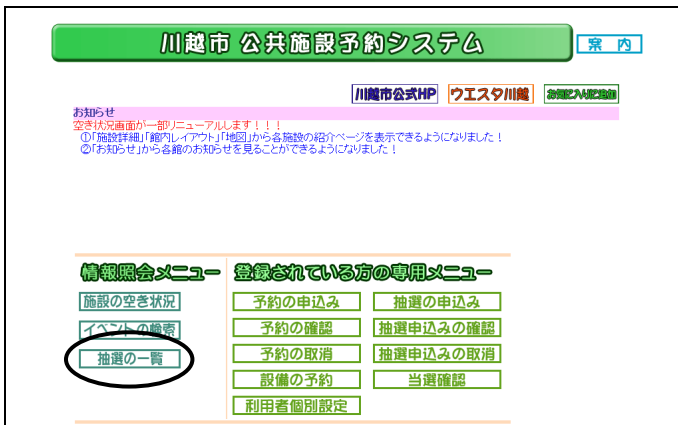 川越市 公共施設予約システム
案 内
川越市公式HP ウエスタ川越 お気に入りに追加
お知らせ
空き状況画面が一部リニューアルします!!!
①「施設詳細」「館内レイアウト」「地図」から各施設の紹介ページを表示できるようになりました!
②「お知らせ」から各館のお知らせを見ることができるようになりました!
情報照会メニュー 登録されている方の専用メニュー
施設の空き状況 予約の申込み 抽選の申込み
イベントの検索 予約の確認 抽選申込みの確認
抽選の一覧 予約の取消 抽選申込みの取消
設備の予約 当選確認
利用者個別設定